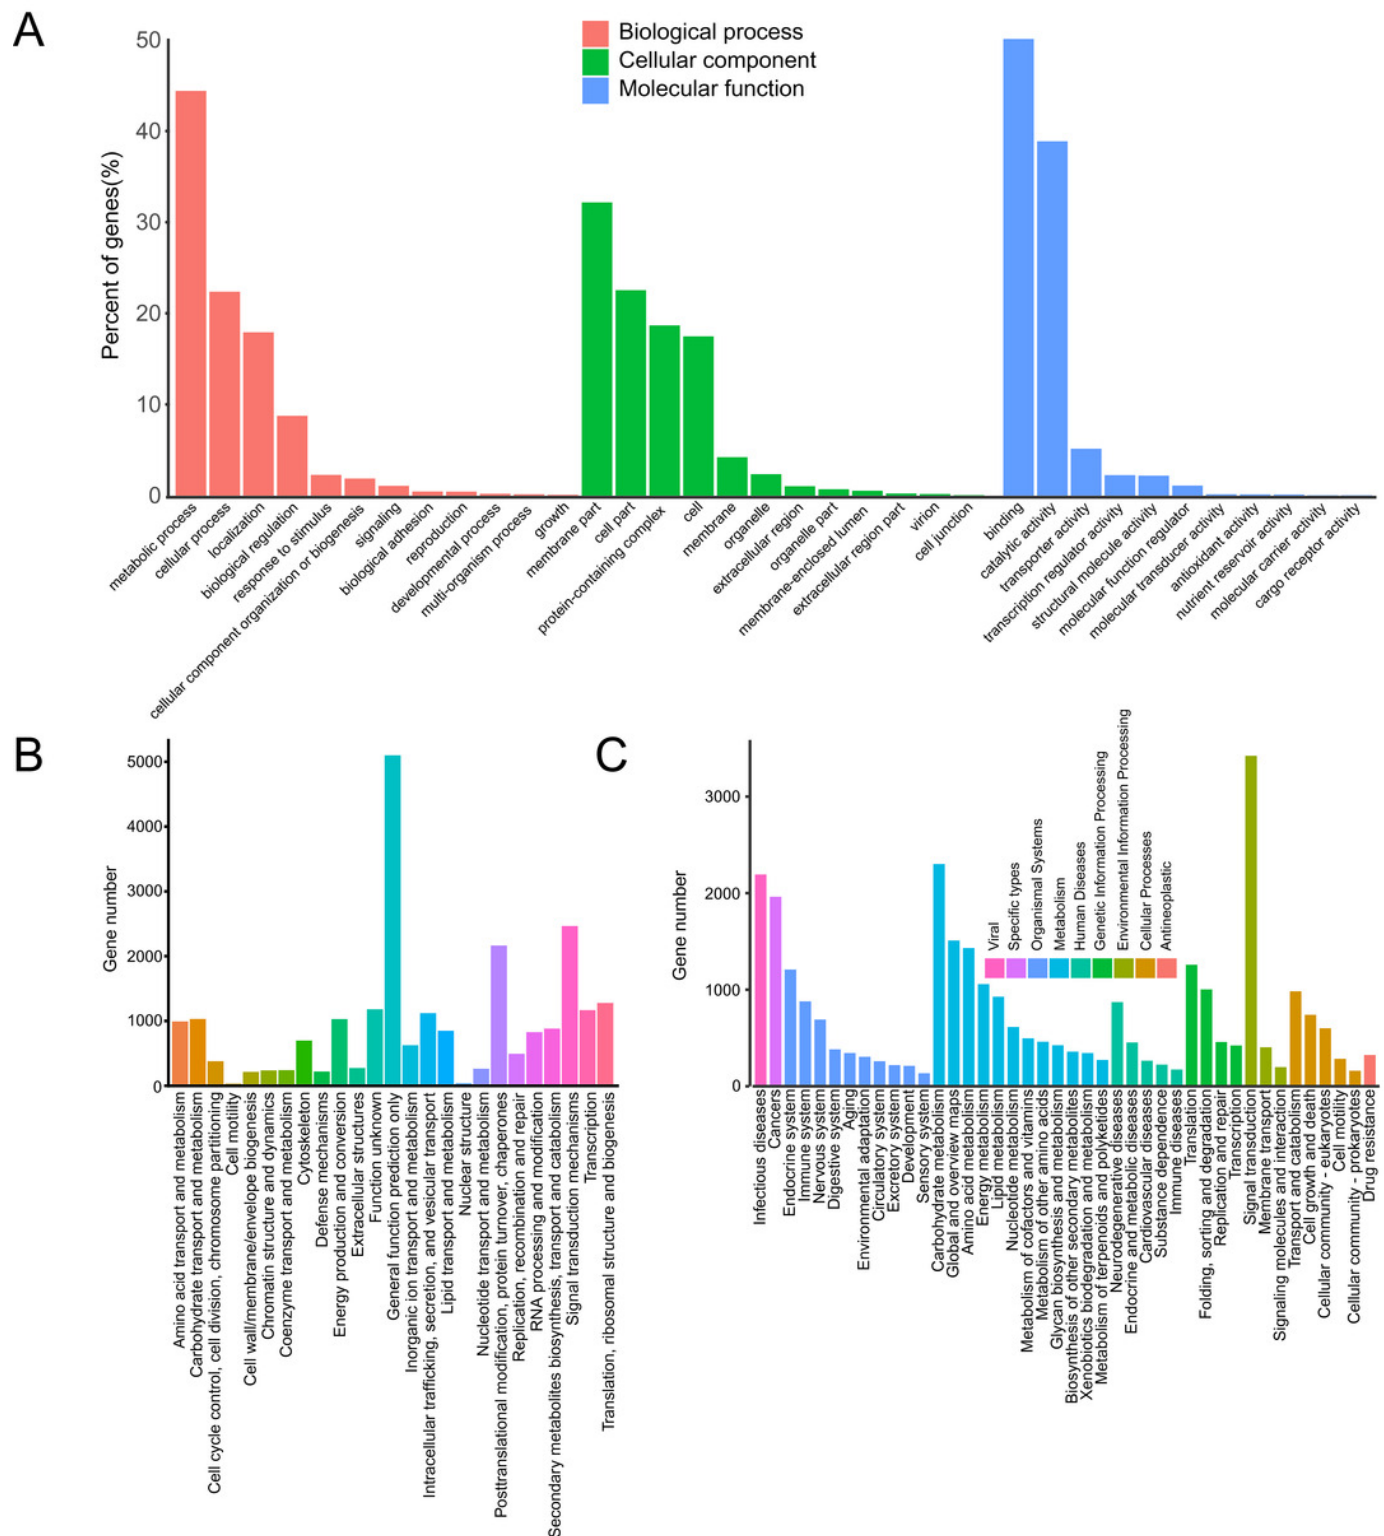 A
Biological process
Cellular component
Molecular function
Percent of genes(%)
50
40
30
20
10
0
metabolic process
cellular process
localization
biological regulation
response to stimulus
cellular component organization or biogenesis
signaling
biological adhesion
reproduction
developmental process
multi-organism process
growth
membrane part
cell part
protein-containing complex
cell
membrane
organelle
extracellular region
organelle part
membrane-enclosed lumen
extracellular region part
virion
cell junction
binding
catalytic activity
transporter activity
transcription regulator activity
structural molecule activity
molecular function regulator
molecular transducer activity
antioxidant activity
nutrient reservoir activity
molecular carrier activity
cargo receptor activity
B
Gene number
5000
4000
3000
2000
1000
0
Amino acid transport and metabolism
Carbohydrate transport and metabolism
Cell cycle control, cell division, chromosome partitioning
Cell motility
Cell wall/membrane/envelope biogenesis
Chromatin structure and dynamics
Coenzyme transport and metabolism
Cytoskeleton
Defense mechanisms
Energy production and conversion
Extracellular structures
Function unknown
General function prediction only
Inorganic ion transport and metabolism
Intracellular trafficking, secretion, and vesicular transport
Lipid transport and metabolism
Nuclear structure
Nucleotide transport and metabolism
Posttranslational modification, protein turnover, chaperones
Replication, recombination and repair
RNA processing and modification
Secondary metabolites biosynthesis, transport and catabolism
Signal transduction mechanisms
Transcription
Translation, ribosomal structure and biogenesis
C
Gene number
3000
2000
1000
0
Viral
Specific types
Organismal Systems
Metabolism
Human Diseases
Genetic Information Processing
Environmental Information Processing
Cellular Processes
Antineoplastic
Infectious diseases
Cancers
Endocrine system
Immune system
Nervous system
Digestive system
Aging
Environmental adaptation
Circulatory system
Excretory system
Development
Sensory system
Carbohydrate metabolism
Global and overview maps
Amino acid metabolism
Energy metabolism
Lipid metabolism
Nucleotide metabolism
Metabolism of cofactors and vitamins
Metabolism of other amino acids
Glycan biosynthesis and metabolism
Biosynthesis of other secondary metabolites
Xenobiotics biodegradation and metabolism
Metabolism of terpenoids and polyketides
Neurodegenerative diseases
Endocrine and metabolic diseases
Cardiovascular diseases
Substance dependence
Immune diseases
Translation
Folding, sorting and degradation
Replication and repair
Transcription
Signal transduction
Membrane transport
Signaling molecules and interaction
Transport and catabolism
Cell growth and death
Cellular community - eukaryotes
Cell motility
Cellular community - prokaryotes
Drug resistance